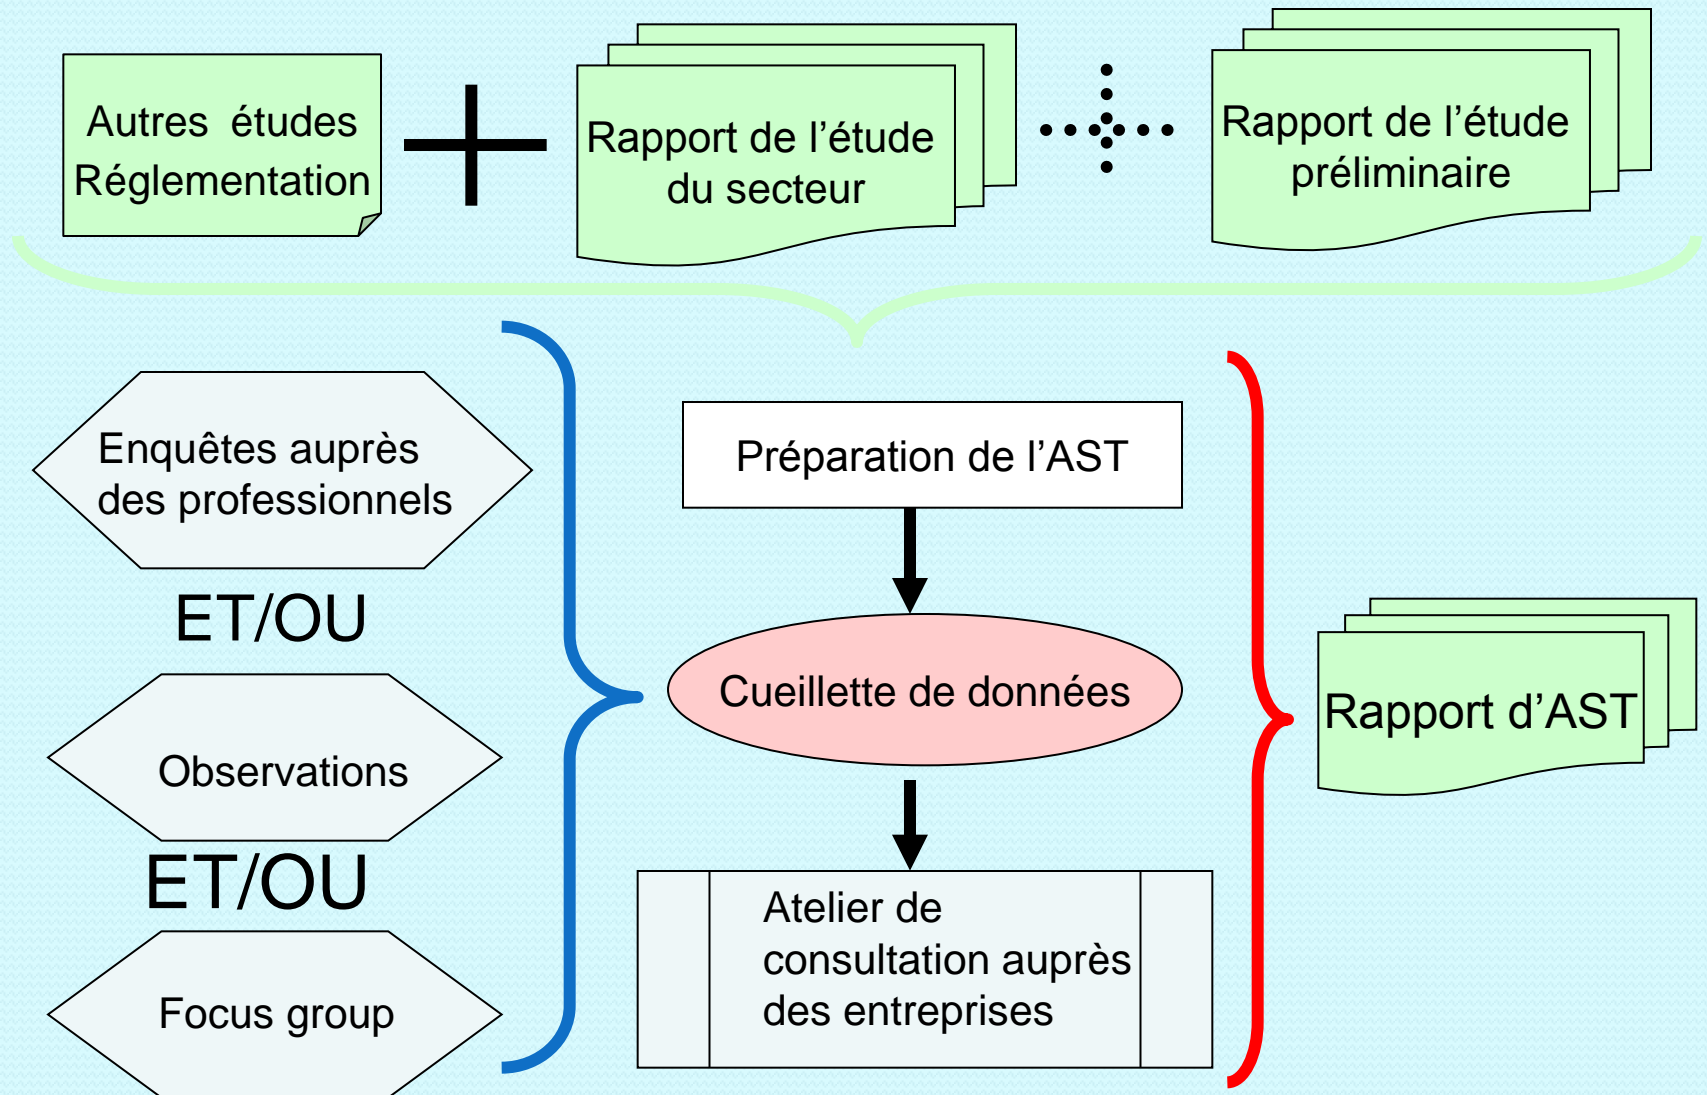 Autres études
Réglementation
Rapport de l’étude
du secteur
Rapport de l’étude
préliminaire
Enquêtes auprès
des professionnels
ET/OU
Observations
ET/OU
Focus group
Préparation de l’AST
Cueillette de données
Atelier de
consultation auprès
des entreprises
Rapport d’AST